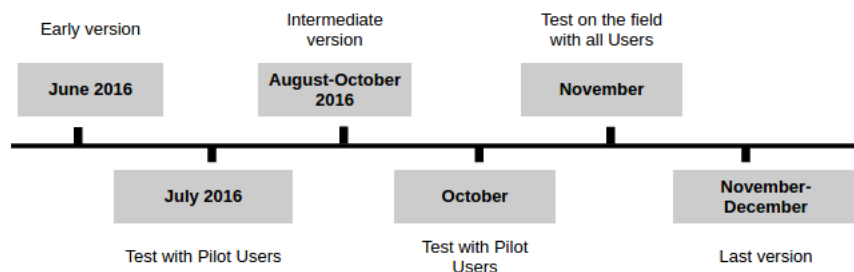 Early version
June 2016
July 2016
Test with Pilot Users
Intermediate
version
August-October
2016
October
Test with Pilot
Users
Test on the field
with all Users
November
November-
December
Last version